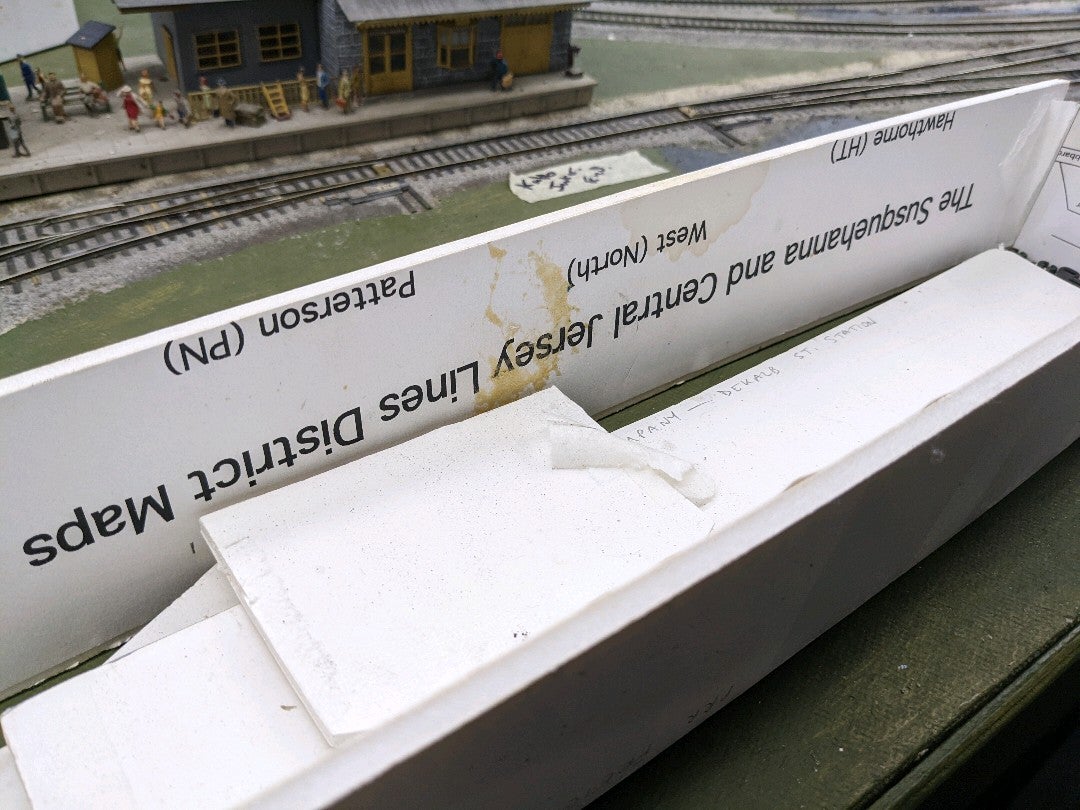 The Susquehanna and Central Jersey Lines District Maps
Hawthorne (HT)
West (North)
Patterson (PN)
DEKALB ST. STATION